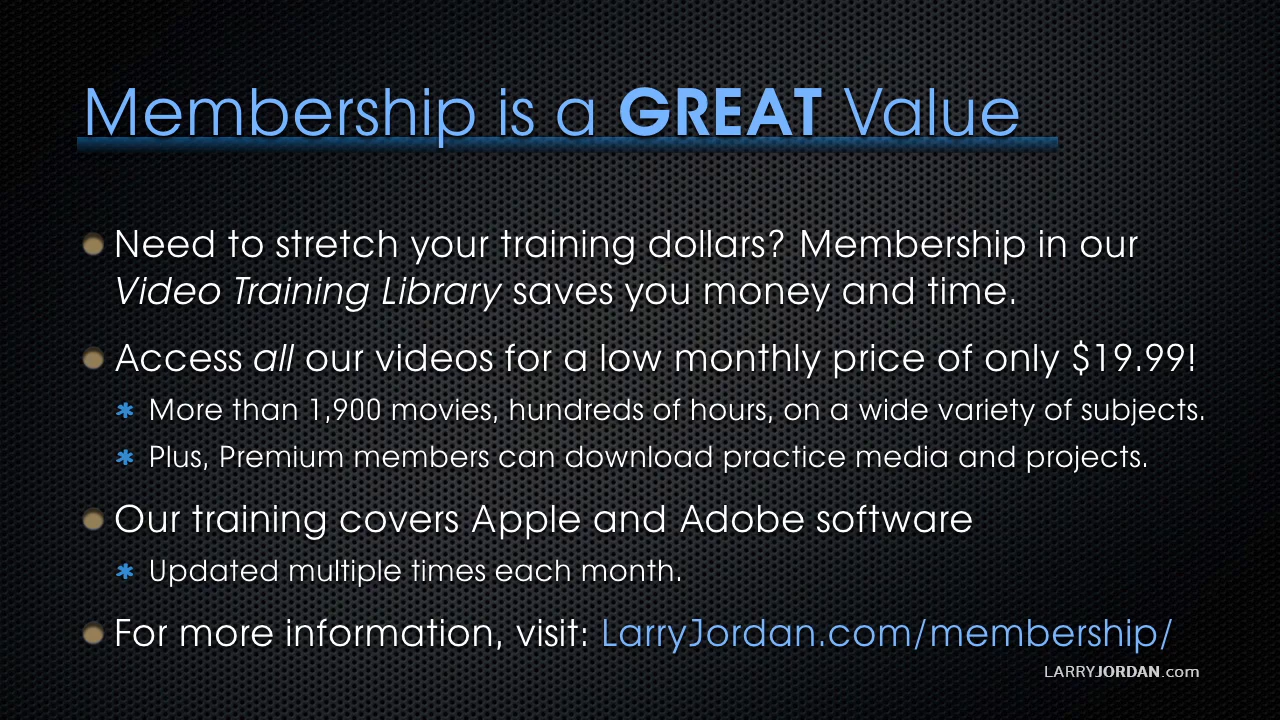 Membership is a GREAT Value
Need to stretch your training dollars? Membership in our
Video Training Library saves you money and time.
Access all our videos for a low monthly price of only $19.99!
More than 1,900 movies, hundreds of hours, on a wide variety of subjects.
Plus, Premium members can download practice media and projects.
Our training covers Apple and Adobe software
Updated multiple times each month.
For more information, visit: LarryJordan.com/membership/
LARRYJORDAN.com